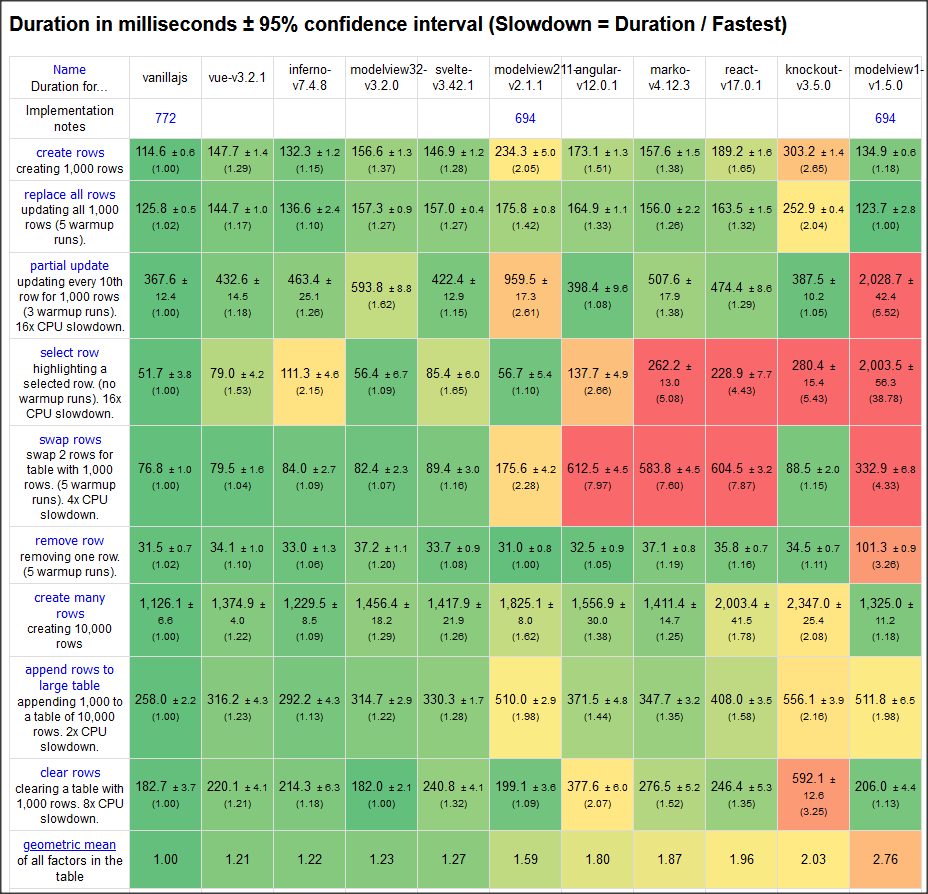 Duration in milliseconds ± 95% confidence interval (Slowdown = Duration / Fastest)
Name
Duration for...
vanillajs
vue-v3.2.1
inferno-
v7.4.8
modelview32-
v3.2.0
svelte-
v3.42.1
modelview211-
v2.1.1
angular-
v12.0.1
marko-
v4.12.3
react-
v17.0.1
knockout-
v3.5.0
modelview1-
v1.5.0
Implementation
notes
772
694
694
create rows
creating 1,000 rows
114.6 ± 0.6
(1.00)
147.7 ± 1.4
(1.29)
132.3 ± 1.2
(1.15)
156.6 ± 1.3
(1.37)
146.9 ± 1.2
(1.28)
234.3 ± 5.0
(2.05)
173.1 ± 1.3
(1.51)
157.6 ± 1.5
(1.38)
189.2 ± 1.6
(1.65)
303.2 ± 1.4
(2.65)
134.9 ± 0.6
(1.18)
replace all rows
updating all 1,000
rows (5 warmup
runs).
125.8 ± 0.5
(1.02)
144.7 ± 1.0
(1.17)
136.6 ± 2.4
(1.10)
157.3 ± 0.9
(1.27)
157.0 ± 0.4
(1.27)
175.8 ± 0.8
(1.42)
164.9 ± 1.1
(1.33)
156.0 ± 2.2
(1.26)
163.5 ± 1.5
(1.32)
252.9 ± 0.4
(2.04)
123.7 ± 2.8
(1.00)
partial update
updating every 10th
row for 1,000 rows
(3 warmup runs).
16x CPU slowdown.
367.6 ±
12.4
(1.00)
432.6 ±
14.5
(1.18)
463.4 ±
25.1
(1.26)
593.8 ± 8.8
(1.62)
422.4 ±
12.9
(1.15)
959.5 ±
17.3
(2.61)
398.4 ± 9.6
(1.08)
507.6 ±
17.9
(1.38)
474.4 ± 8.6
(1.29)
387.5 ±
10.2
(1.05)
2,028.7 ±
42.4
(5.52)
select row
highlighting a
selected row. (no
warmup runs). 16x
CPU slowdown.
51.7 ± 3.8
(1.00)
79.0 ± 4.2
(1.53)
111.3 ± 4.6
(2.15)
56.4 ± 6.7
(1.09)
85.4 ± 6.0
(1.65)
56.7 ± 5.4
(1.10)
137.7 ± 4.9
(2.66)
262.2 ±
13.0
(5.08)
228.9 ± 7.7
(4.43)
280.4 ±
15.4
(5.43)
2,003.5 ±
56.3
(38.78)
swap rows
swap 2 rows for
table with 1,000
rows. (5 warmup
runs). 4x CPU
slowdown.
76.8 ± 1.0
(1.00)
79.5 ± 1.6
(1.04)
84.0 ± 2.7
(1.09)
82.4 ± 2.3
(1.07)
89.4 ± 3.0
(1.16)
175.6 ± 4.2
(2.28)
612.5 ± 4.5
(7.97)
583.8 ± 4.5
(7.60)
604.5 ± 3.2
(7.87)
88.5 ± 2.0
(1.15)
332.9 ± 6.8
(4.33)
remove row
removing one row.
(5 warmup runs).
31.5 ± 0.7
(1.02)
34.1 ± 1.0
(1.10)
33.0 ± 1.3
(1.06)
37.2 ± 1.1
(1.20)
33.7 ± 0.9
(1.08)
31.0 ± 0.8
(1.00)
32.5 ± 0.9
(1.05)
37.1 ± 0.8
(1.19)
35.8 ± 0.7
(1.16)
34.5 ± 0.7
(1.11)
101.3 ± 0.9
(3.26)
create many
rows
creating 10,000
rows
1,126.1 ±
6.6
(1.00)
1,374.9 ±
4.0
(1.22)
1,229.5 ±
8.5
(1.09)
1,456.4 ±
18.2
(1.29)
1,417.9 ±
21.9
(1.26)
1,825.1 ±
8.0
(1.62)
1,556.9 ±
30.0
(1.38)
1,411.4 ±
14.7
(1.25)
2,003.4 ±
41.5
(1.78)
2,347.0 ±
25.4
(2.08)
1,325.0 ±
11.2
(1.18)
append rows to
large table
appending 1,000 to
a table of 10,000
rows. 2x CPU
slowdown.
258.0 ± 2.2
(1.00)
316.2 ± 4.3
(1.23)
292.2 ± 4.3
(1.13)
314.7 ± 2.9
(1.22)
330.3 ± 1.7
(1.28)
510.0 ± 2.9
(1.98)
371.5 ± 4.8
(1.44)
347.7 ± 3.2
(1.35)
408.0 ± 3.5
(1.58)
556.1 ± 3.9
(2.16)
511.8 ± 6.5
(1.98)
clear rows
clearing a table with
1,000 rows. 8x CPU
slowdown.
182.7 ± 3.7
(1.00)
220.1 ± 4.1
(1.21)
214.3 ± 6.3
(1.18)
182.0 ± 2.1
(1.00)
240.8 ± 4.1
(1.32)
199.1 ± 3.6
(1.09)
377.6 ± 6.0
(2.07)
276.5 ± 5.2
(1.52)
246.4 ± 5.3
(1.35)
592.1 ±
12.6
(3.25)
206.0 ± 4.4
(1.13)
geometric mean
of all factors in the
table
1.00
1.21
1.22
1.23
1.27
1.59
1.80
1.87
1.96
2.03
2.76